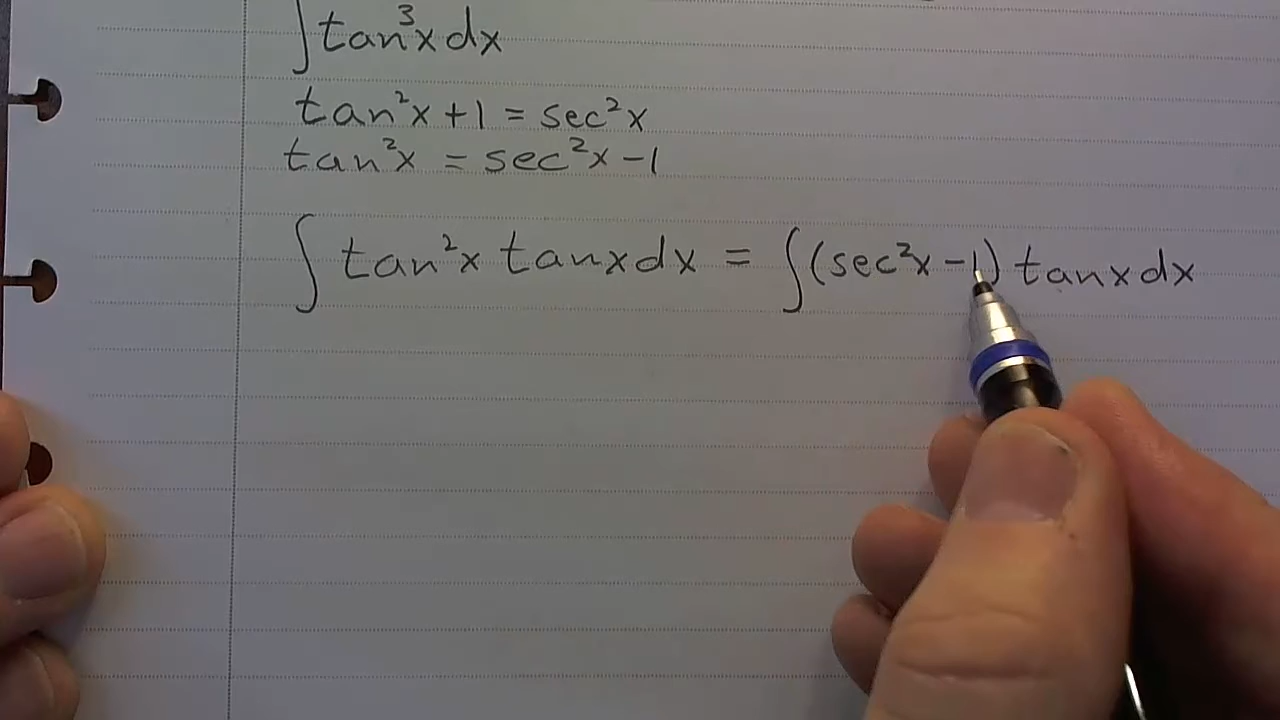 ∫tan³x dx
tan²x + 1 = sec²x
tan²x = sec²x − 1
∫ tan²x tanx dx = ∫(sec²x − 1) tanx dx